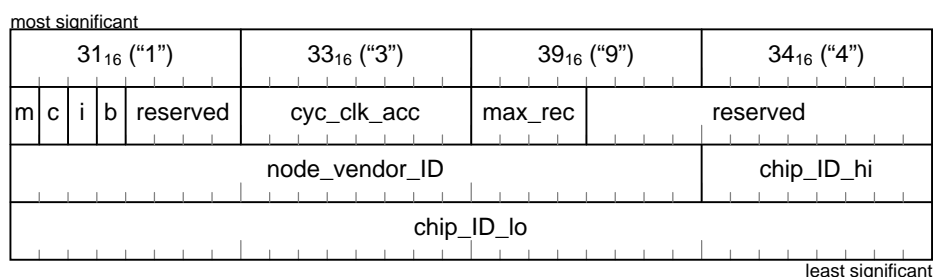 most significant
31₁₆ (“1”) 33₁₆ (“3”) 39₁₆ (“9”) 34₁₆ (“4”)
m c i b reserved cyc_clk_acc max_rec reserved
node_vendor_ID chip_ID_hi
chip_ID_lo
least significant